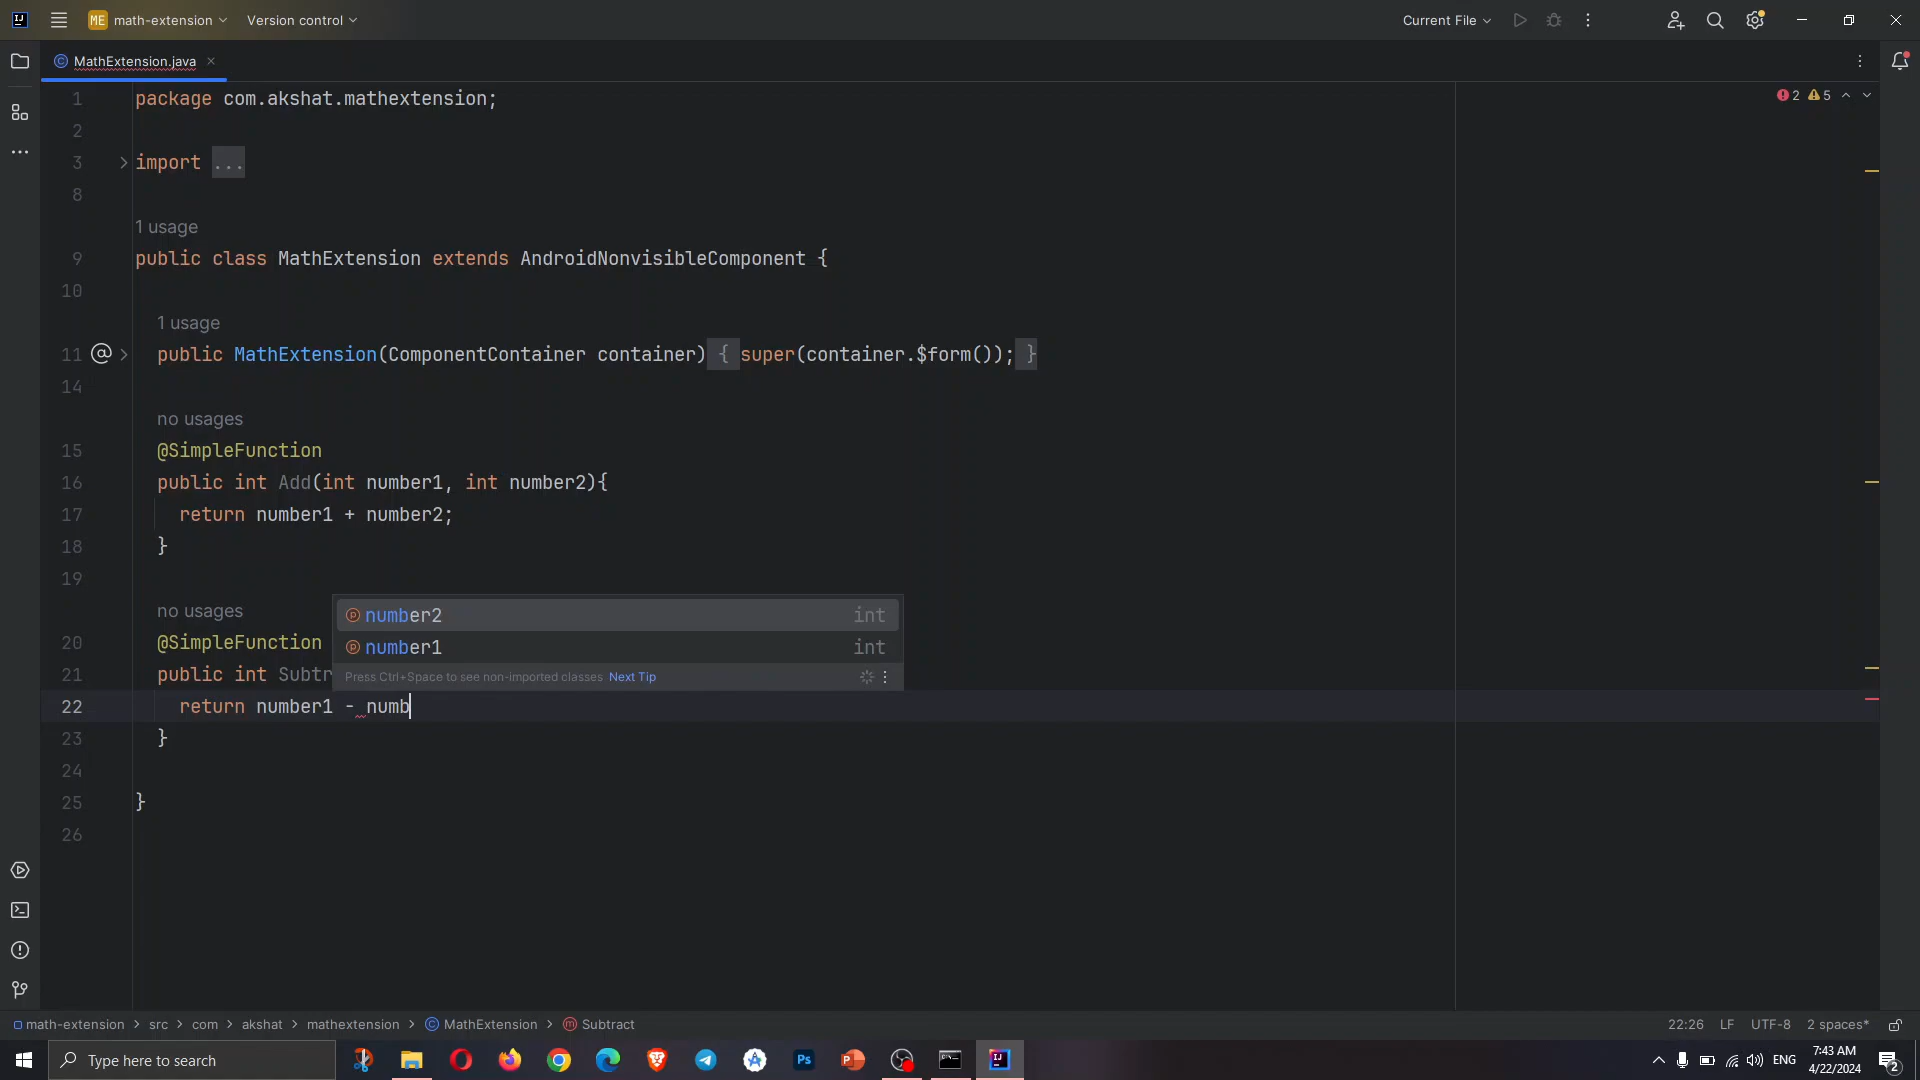 ME math-extension Version control Current File
MathExtension.java
1 package com.akshat.mathextension; 2 5
2
3 import ...
8
1 usage
9 public class MathExtension extends AndroidNonvisibleComponent {
10
1 usage
11 public MathExtension(ComponentContainer container) { super(container.$form()); }
14
no usages
15 @SimpleFunction
16 public int Add(int number1, int number2){
17 return number1 + number2;
18 }
19
no usages
number2 int
20 @SimpleFunction
number1 int
21 public int Subtr
Press Ctrl+Space to see non-imported classes Next Tip
22 return number1 - numb
23 }
24
25 }
26
math-extension > src > com > akshat > mathextension > MathExtension > Subtract 22:26 LF UTF-8 2 spaces*
Type here to search Ps P IJ ENG 7:43 AM
4/22/2024 2